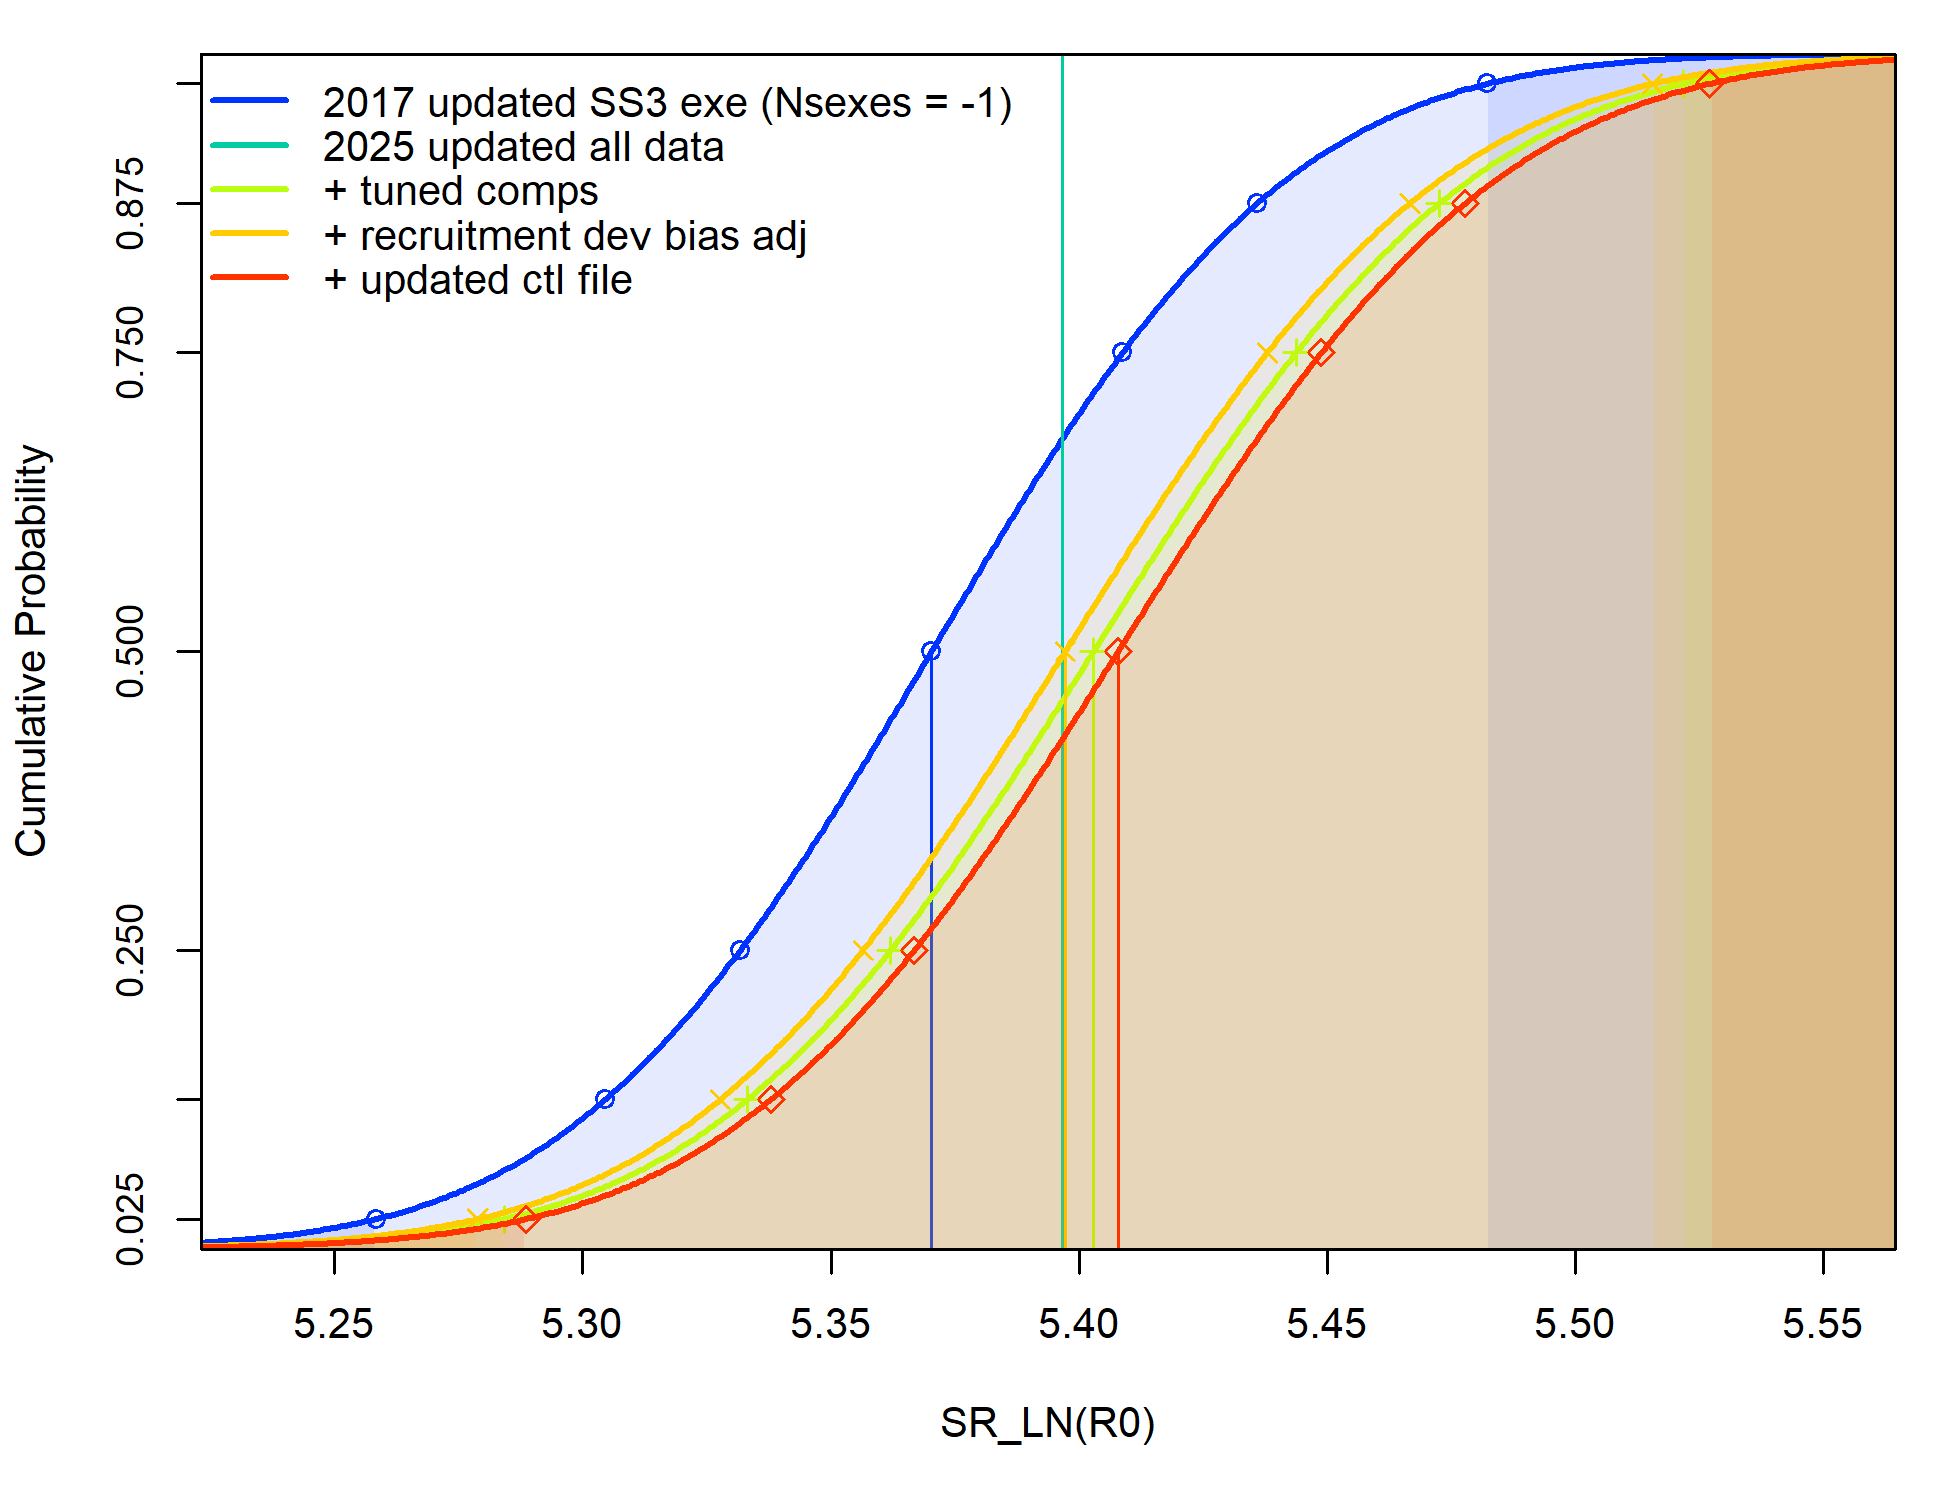 2017 updated SS3 exe (Nsexes = -1)
2025 updated all data
+ tuned comps
+ recruitment dev bias adj
+ updated ctl file
Cumulative Probability
0.875
0.750
0.500
0.250
0.025
5.25 5.30 5.35 5.40 5.45 5.50 5.55
SR_LN(R0)